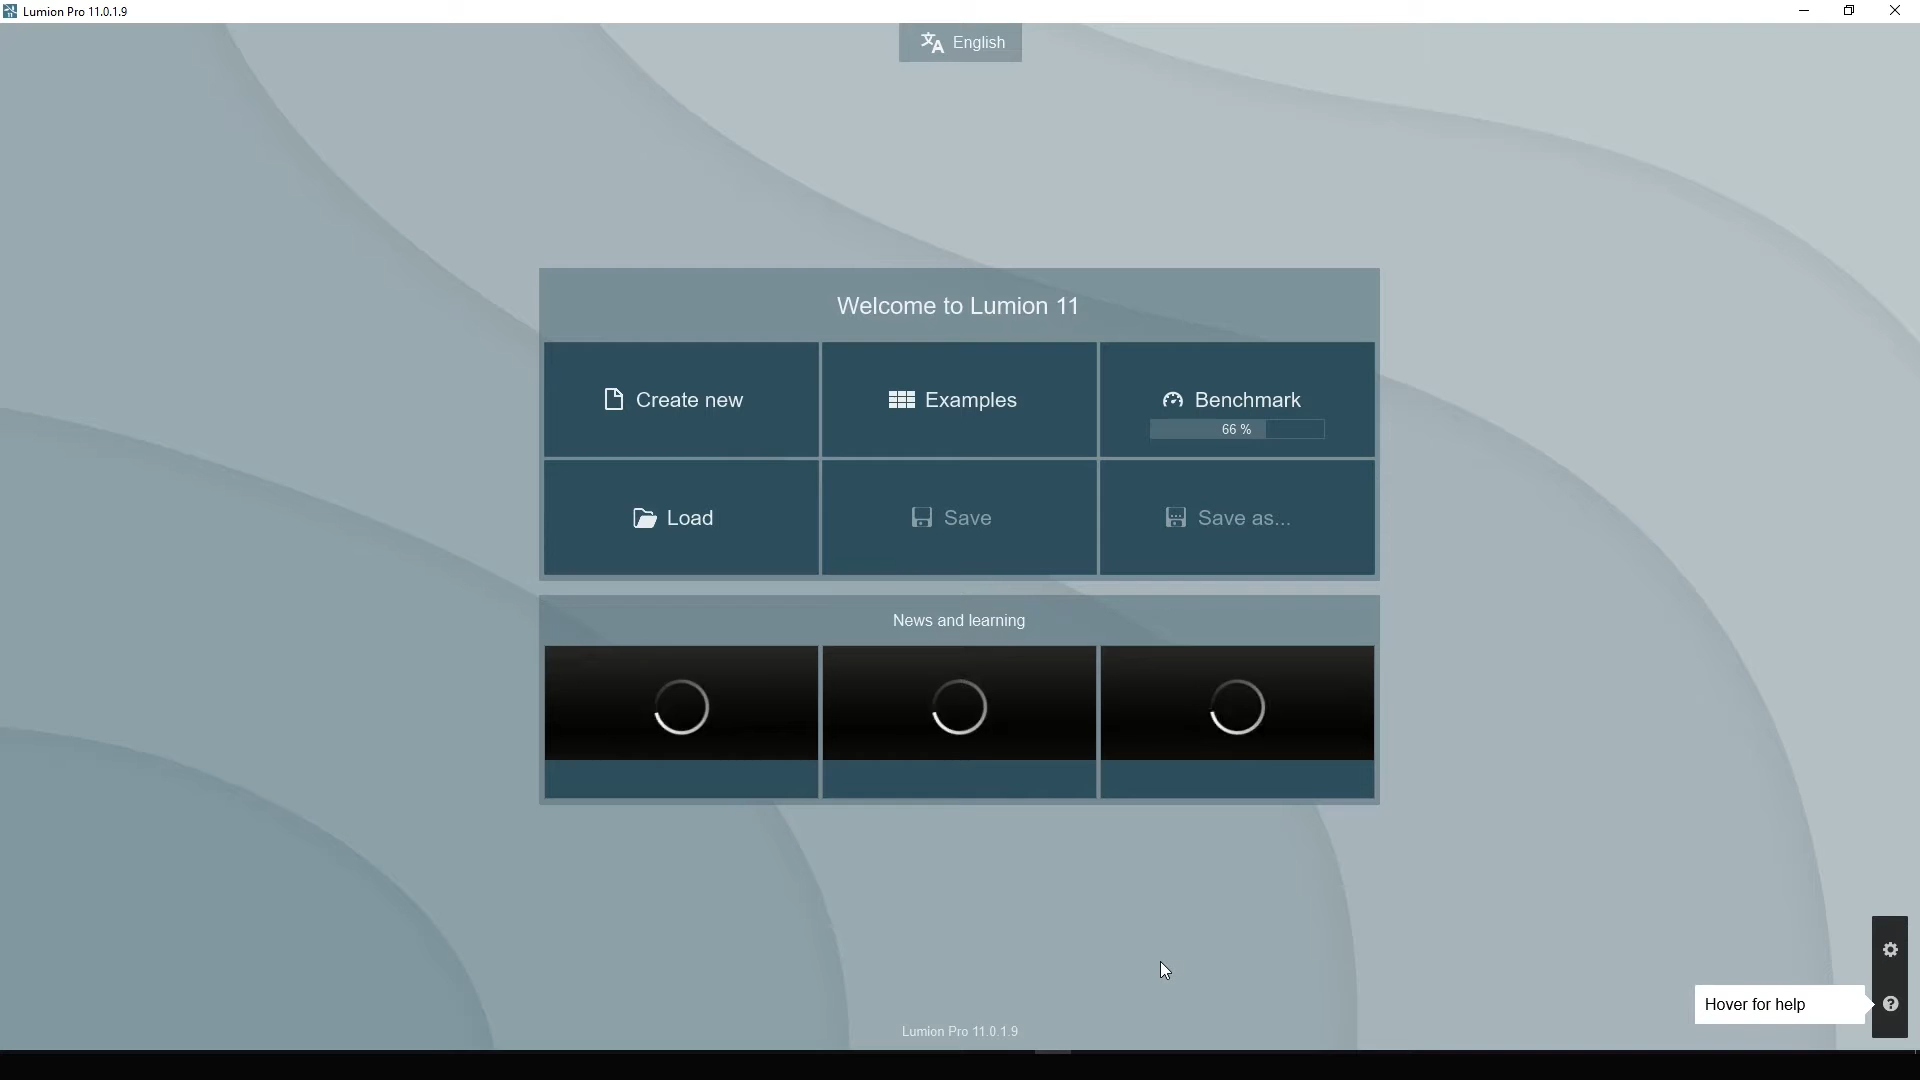 Lumion Pro 11.0.1.9
English
Welcome to Lumion 11
Create new
Examples
Benchmark
66 %
Load
Save
Save as...
News and learning
Hover for help
Lumion Pro 11.0.1.9